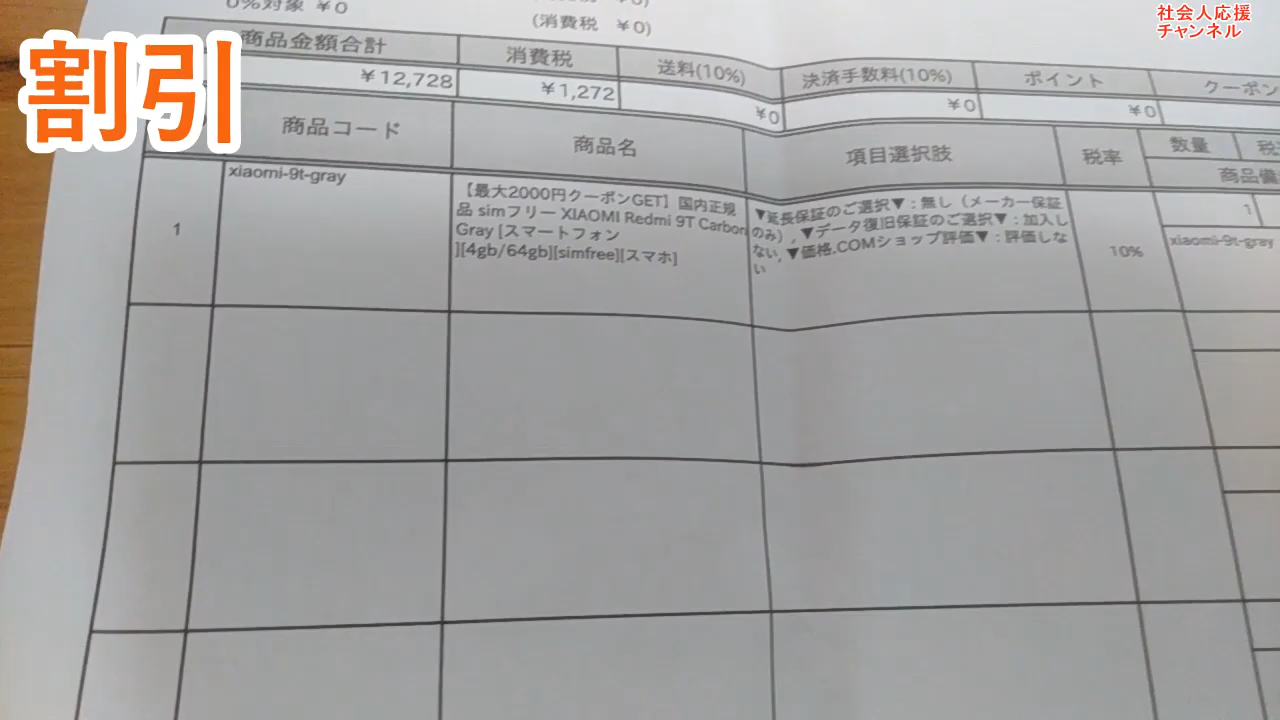 社会人応援
チャンネル
割引
0%対象 ¥0
(消費税 ¥0)
商品金額合計
消費税
送料(10%)
決済手数料(10%)
ポイント
クーポン
¥12,728
¥1,272
¥0
¥0
¥0
商品コード
商品名
項目選択肢
税率
数量
1
xiaomi-9t-gray
【最大2000円クーポンGET】国内正規
品 simフリー XIAOMI Redmi 9T Carbon
Gray [スマートフォン
][4gb/64gb][simfree][スマホ]
▼延長保証のご選択▼:無し(メーカー保証
のみ),▼データ復旧保証のご選択▼:加入し
ない,▼価格.COMショップ評価▼:評価しな
い
10%
1
xiaomi-9t-gray